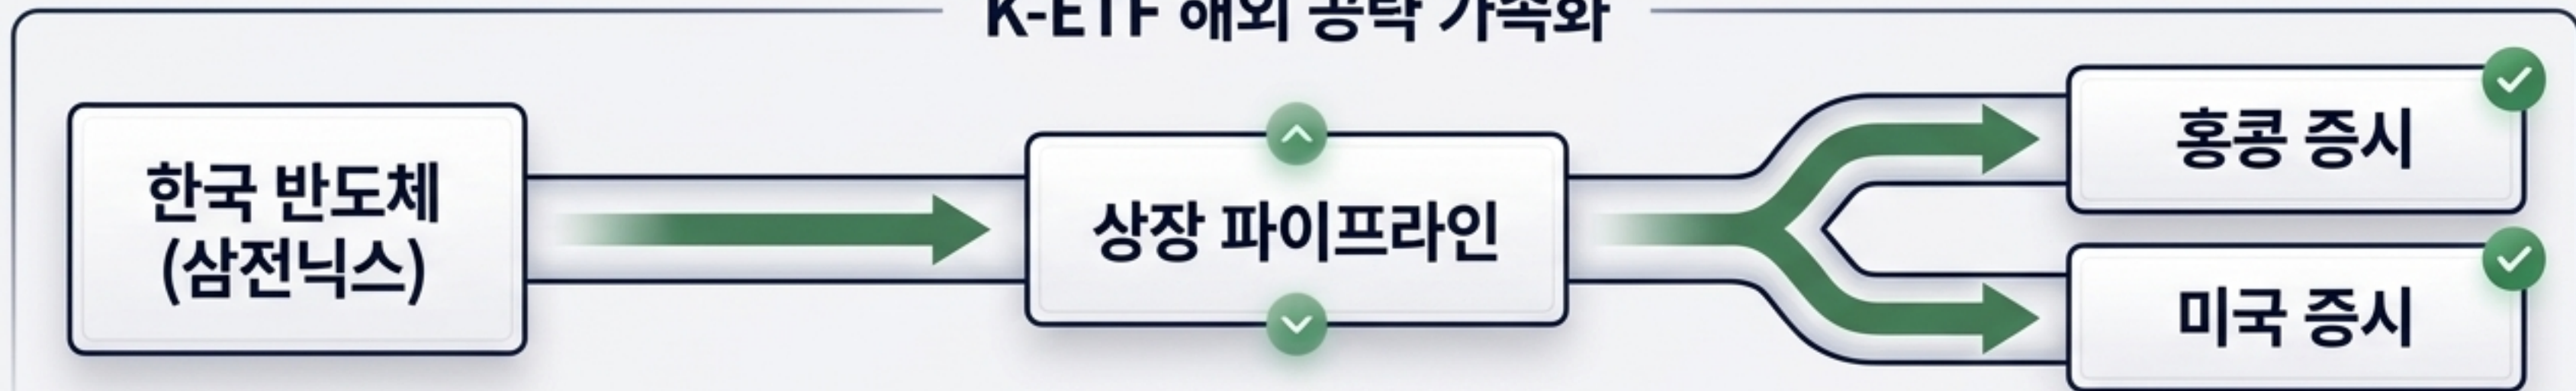 K-ETF 해외 공략 가속화
한국 반도체
(삼전닉스)
상장 파이프라인
홍콩 증시
미국 증시